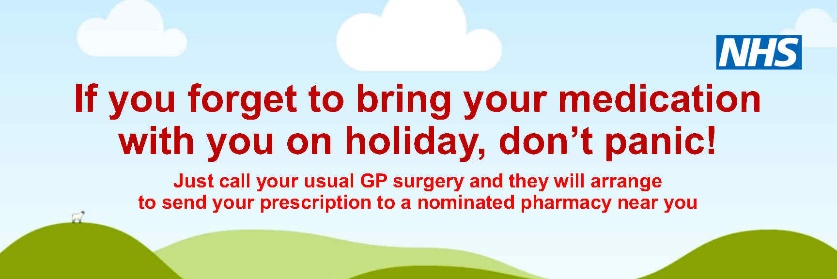 NHS
If you forget to bring your medication
with you on holiday, don't panic!
Just call your usual GP surgery and they will arrange
to send your prescription to a nominated pharmacy near you